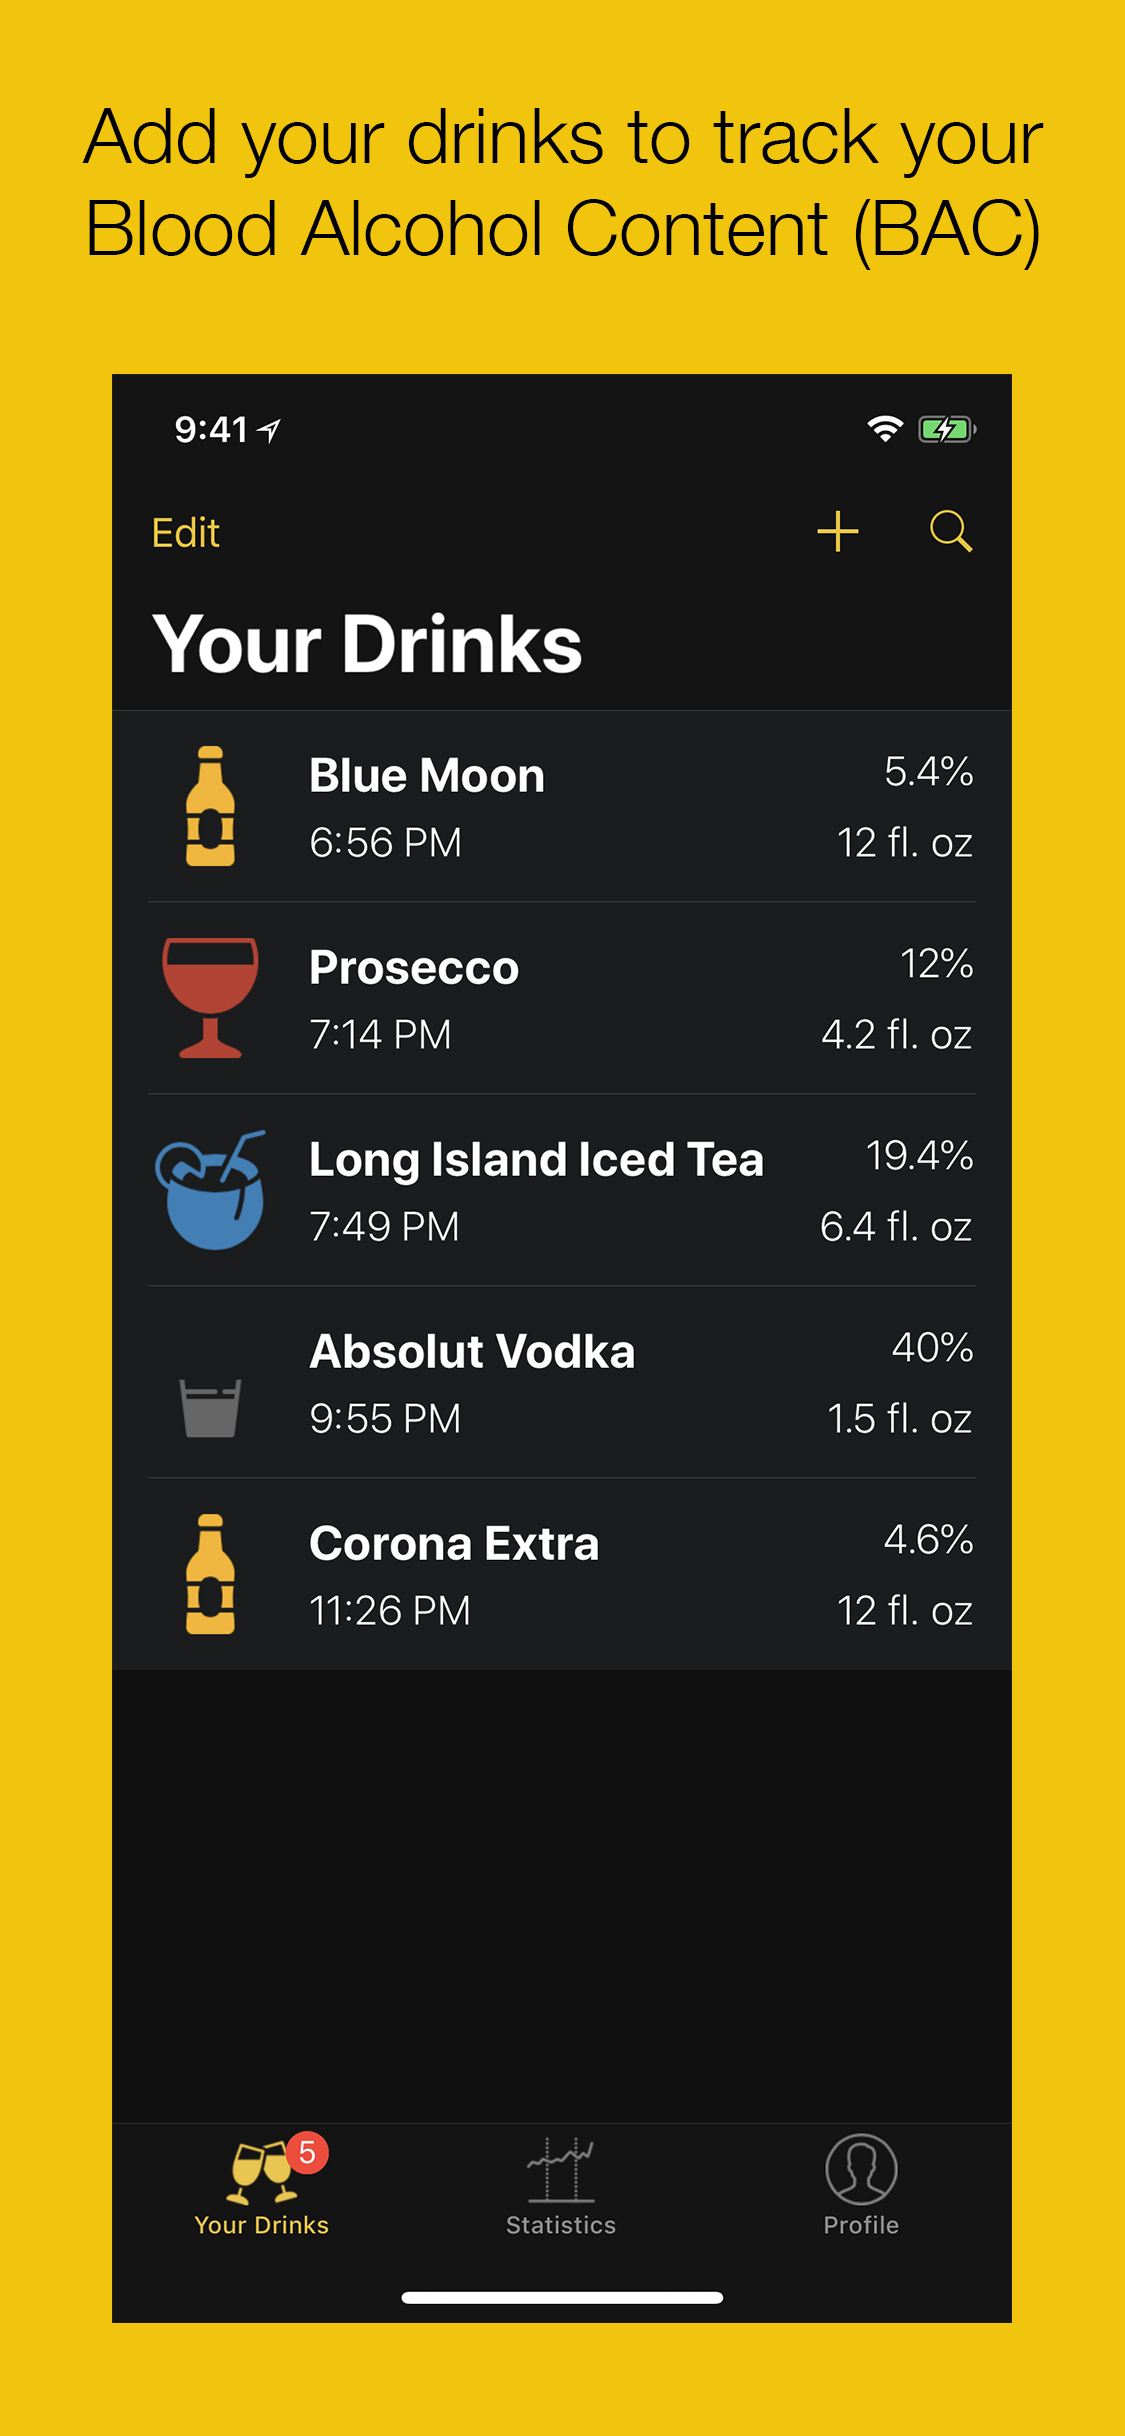 Add your drinks to track your
Blood Alcohol Content (BAC)
9:41
Edit
Your Drinks
Blue Moon 5.4%
6:56 PM 12 fl. oz
Prosecco 12%
7:14 PM 4.2 fl. oz
Long Island Iced Tea 19.4%
7:49 PM 6.4 fl. oz
Absolut Vodka 40%
9:55 PM 1.5 fl. oz
Corona Extra 4.6%
11:26 PM 12 fl. oz
5
Your Drinks Statistics Profile